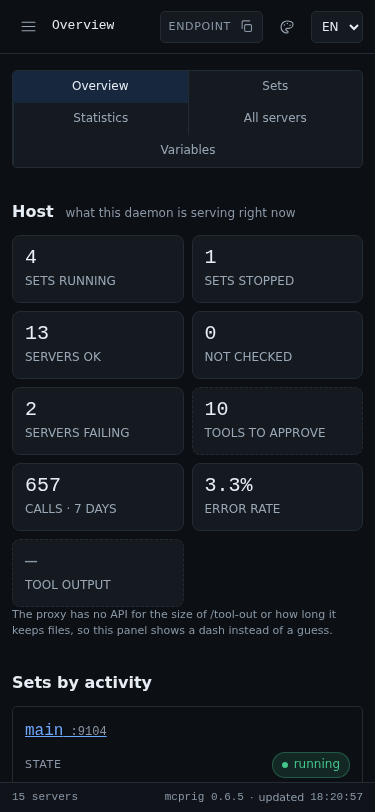 Overview
ENDPOINT
EN
Overview
Sets
Statistics
All servers
Variables
Host what this daemon is serving right now
4
SETS RUNNING
1
SETS STOPPED
13
SERVERS OK
0
NOT CHECKED
2
SERVERS FAILING
10
TOOLS TO APPROVE
657
CALLS · 7 DAYS
3.3%
ERROR RATE
—
TOOL OUTPUT
The proxy has no API for the size of /tool-out or how long it
keeps files, so this panel shows a dash instead of a guess.
Sets by activity
main :9104
STATE
running
15 servers
mcprig 0.6.5 · updated 18:20:57